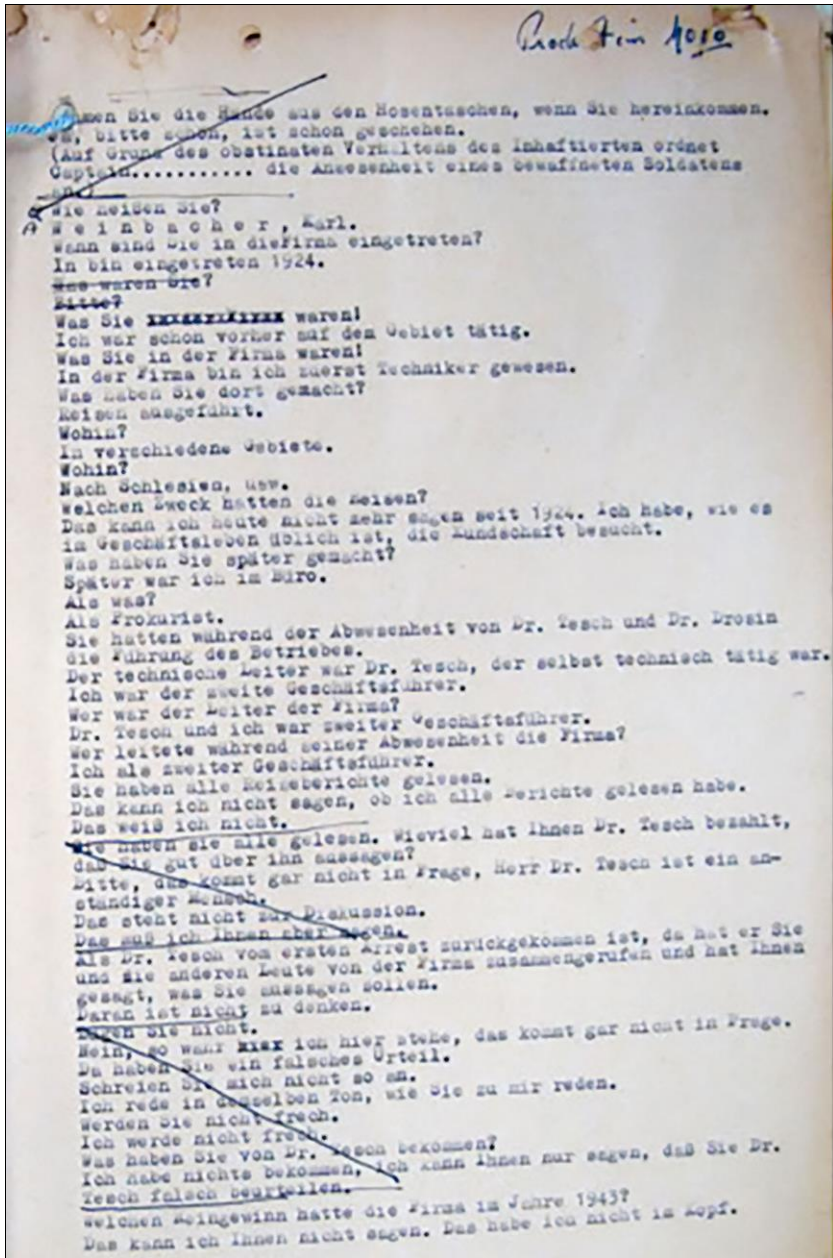 1010
men Sie die Hände aus den Hosentaschen, wenn Sie hereinkommen.
Ja, bitte schön, ist schon geschehen.
(Auf Grund des obstinaten Verhaltens des Inhaftierten ordnet
Captain............ die Anwesenheit eines bewaffneten Soldatens
an.)
Wie heißen Sie?
W e i n b a c h e r , Karl.
Wann sind Sie in dieFirma eingetreten?
In bin eingetreten 1924.
Was waren Sie?
Bitte?
Was Sie waren!
Ich war schon vorher auf dem Gebiet tätig.
Was Sie in der Firma waren!
In der Firma bin ich zuerst Techniker gewesen.
Was haben Sie dort gemacht?
Reisen ausgeführt.
Wohin?
In verschiedene Gebiete.
Wohin?
Nach Schlesien, usw.
Welchen Zweck hatten die Reisen?
Das kann ich heute nicht mehr sagen seit 1924. Ich habe, wie es
im Geschäftsleben üblich ist, die Kundschaft besucht.
Was haben Sie später gemacht?
Später war ich im Büro.
Als was?
Als Prokurist.
Sie hatten während der Abwesenheit von Dr. Tesch und Dr. Drosin
die Führung des Betriebes.
Der technische Leiter war Dr. Tesch, der selbst technisch tätig war.
Ich war der zweite Geschäftsführer.
Wer war der Leiter der Firma?
Dr. Tesch und ich war zweiter Geschäftsführer.
Wer leitete während seiner Abwesenheit die Firma?
Ich als zweiter Geschäftsführer.
Sie haben alle Reiseberichte gelesen.
Das kann ich nicht sagen, ob ich alle Berichte gelesen habe.
Das weiß ich nicht.
Sie haben sie alle gelesen. Wieviel hat Ihnen Dr. Tesch bezahlt,
daß Sie gut über ihn aussagen?
Bitte, das kommt gar nicht in Frage, Herr Dr. Tesch ist ein an-
ständiger Mensch.
Das steht nicht zur Diskussion.
Das muß ich Ihnen aber sagen.
Als Dr. Tesch vom ersten Arrest zurückgekommen ist, da hat er Sie
und die anderen Leute von der Firma zusammengerufen und hat Ihnen
gesagt, was Sie aussagen sollen.
Daran ist nicht zu denken.
Lügen Sie nicht.
Nein, so wahr hier ich hier stehe, das kommt gar nicht in Frage.
Da haben Sie ein falsches Urteil.
Schreien Sie mich nicht so an.
Ich rede in demselben Ton, wie Sie zu mir reden.
Werden Sie nicht frech.
Ich werde nicht frech.
Was haben Sie von Dr. Tesch bekommen?
Ich habe nichts bekommen, ich kann Ihnen nur sagen, daß Sie Dr.
Tesch falsch beurteilen.
Welchen Reingewinn hatte die Firma im Jahre 1943?
Das kann ich Ihnen nicht sagen. Das habe ich nicht im Kopf.